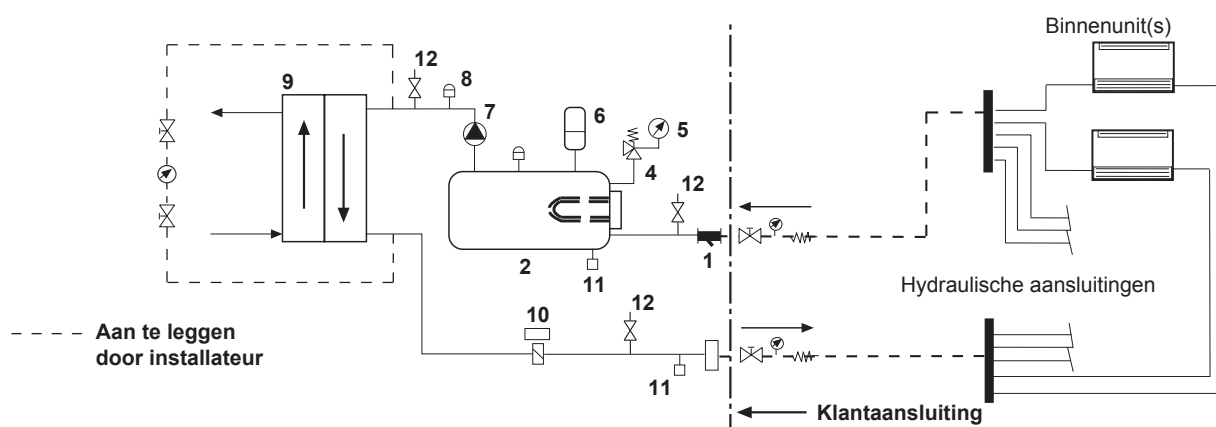 Binnenunit(s)
12
8
9
7
6
5
4
12
2
11
1
Hydraulische aansluitingen
10
12
Aan te leggen
door installateur
11
Klantaansluiting